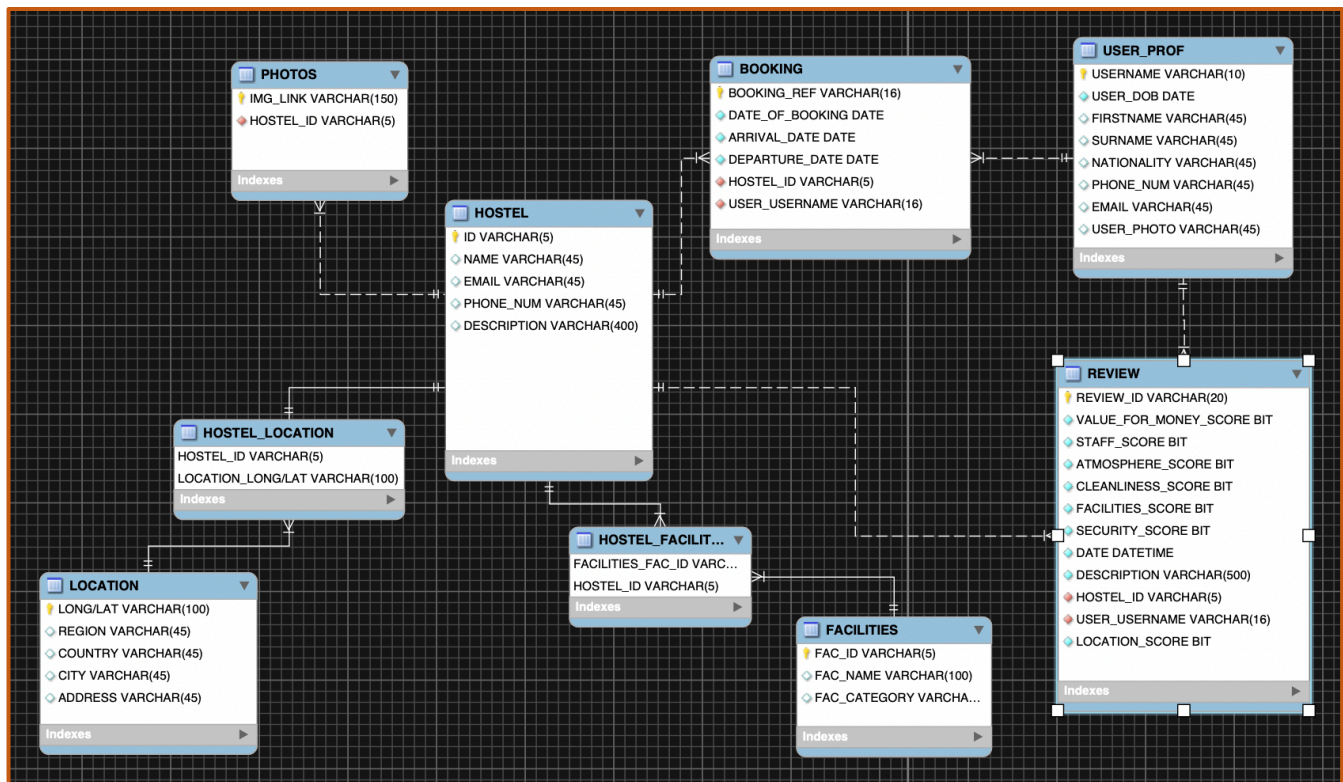 PHOTOS
IMG_LINK VARCHAR(150)
HOSTEL_ID VARCHAR(5)
Indexes
HOSTEL
ID VARCHAR(5)
NAME VARCHAR(45)
EMAIL VARCHAR(45)
PHONE_NUM VARCHAR(45)
DESCRIPTION VARCHAR(400)
Indexes
BOOKING
BOOKING_REF VARCHAR(16)
DATE_OF_BOOKING DATE
ARRIVAL_DATE DATE
DEPARTURE_DATE DATE
HOSTEL_ID VARCHAR(5)
USER_USERNAME VARCHAR(16)
Indexes
USER_PROF
USERNAME VARCHAR(10)
USER_DOB DATE
FIRSTNAME VARCHAR(45)
SURNAME VARCHAR(45)
NATIONALITY VARCHAR(45)
PHONE_NUM VARCHAR(45)
EMAIL VARCHAR(45)
USER_PHOTO VARCHAR(45)
Indexes
HOSTEL_LOCATION
HOSTEL_ID VARCHAR(5)
LOCATION_LONG/LAT VARCHAR(100)
Indexes
LOCATION
LONG/LAT VARCHAR(100)
REGION VARCHAR(45)
COUNTRY VARCHAR(45)
CITY VARCHAR(45)
ADDRESS VARCHAR(45)
Indexes
HOSTEL_FACILIT...
FACILITIES_FAC_ID VARC...
HOSTEL_ID VARCHAR(5)
Indexes
FACILITIES
FAC_ID VARCHAR(5)
FAC_NAME VARCHAR(100)
FAC_CATEGORY VARCHA...
Indexes
REVIEW
REVIEW_ID VARCHAR(20)
VALUE_FOR_MONEY_SCORE BIT
STAFF_SCORE BIT
ATMOSPHERE_SCORE BIT
CLEANLINESS_SCORE BIT
FACILITIES_SCORE BIT
SECURITY_SCORE BIT
DATE DATETIME
DESCRIPTION VARCHAR(500)
HOSTEL_ID VARCHAR(5)
USER_USERNAME VARCHAR(16)
LOCATION_SCORE BIT
Indexes